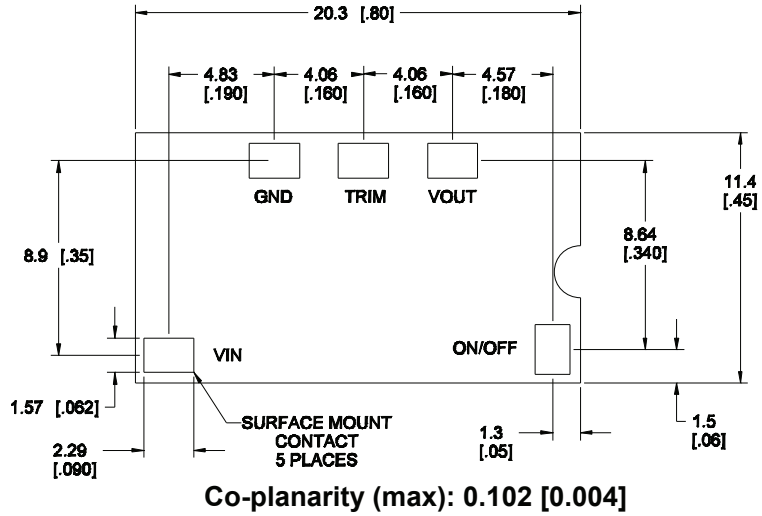 20.3 [.80]
4.83
[.190]
4.06
[.160]
4.06
[.160]
4.57
[.180]
GND
TRIM
VOUT
11.4
[.45]
8.9 [.35]
8.64
[.340]
VIN
ON/OFF
1.57 [.062]
SURFACE MOUNT
CONTACT
5 PLACES
2.29
[.090]
1.3
[.05]
1.5
[.06]
Co-planarity (max): 0.102 [0.004]